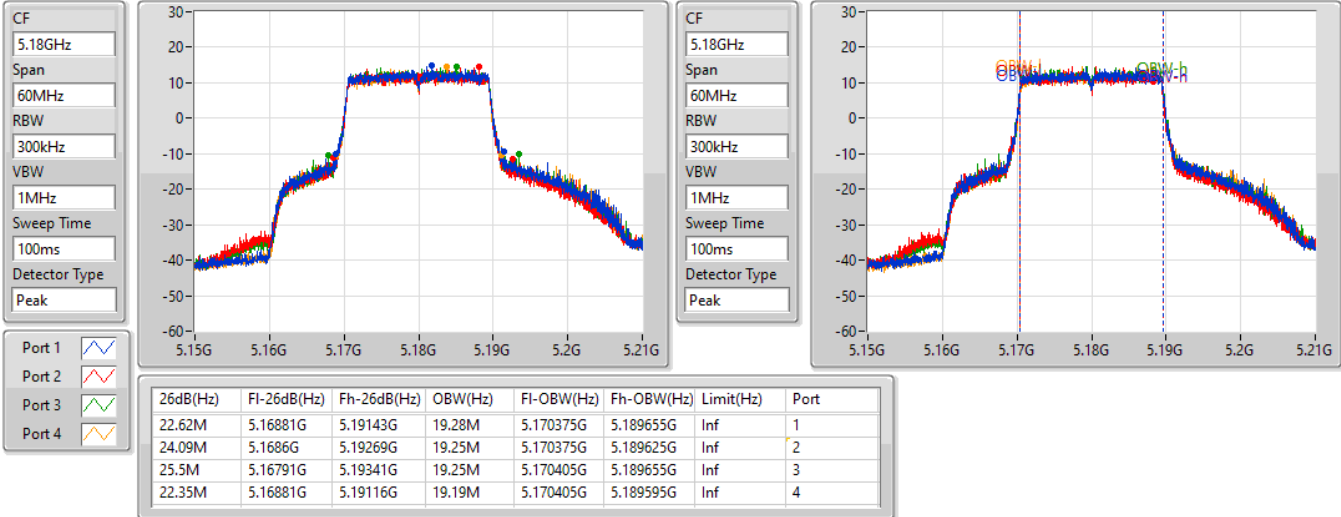 CF
5.18GHz
Span
60MHz
RBW
300kHz
VBW
1MHz
Sweep Time
100ms
Detector Type
Peak
30
20
10
0
-10
-20
-30
-40
-50
-60
5.15G 5.16G 5.17G 5.18G 5.19G 5.2G 5.21G
CF
5.18GHz
Span
60MHz
RBW
300kHz
VBW
1MHz
Sweep Time
100ms
Detector Type
Peak
30
20
10
0
-10
-20
-30
-40
-50
-60
OBW-h
5.15G 5.16G 5.17G 5.18G 5.19G 5.2G 5.21G
Port 1
Port 2
Port 3
Port 4
26dB(Hz) Fl-26dB(Hz) Fh-26dB(Hz) OBW(Hz) Fl-OBW(Hz) Fh-OBW(Hz) Limit(Hz) Port
22.62M 5.16881G 5.19143G 19.28M 5.170375G 5.189655G Inf 1
24.09M 5.1686G 5.19269G 19.25M 5.170375G 5.189625G Inf 2
25.5M 5.16791G 5.19341G 19.25M 5.170405G 5.189655G Inf 3
22.35M 5.16881G 5.19116G 19.19M 5.170405G 5.189595G Inf 4